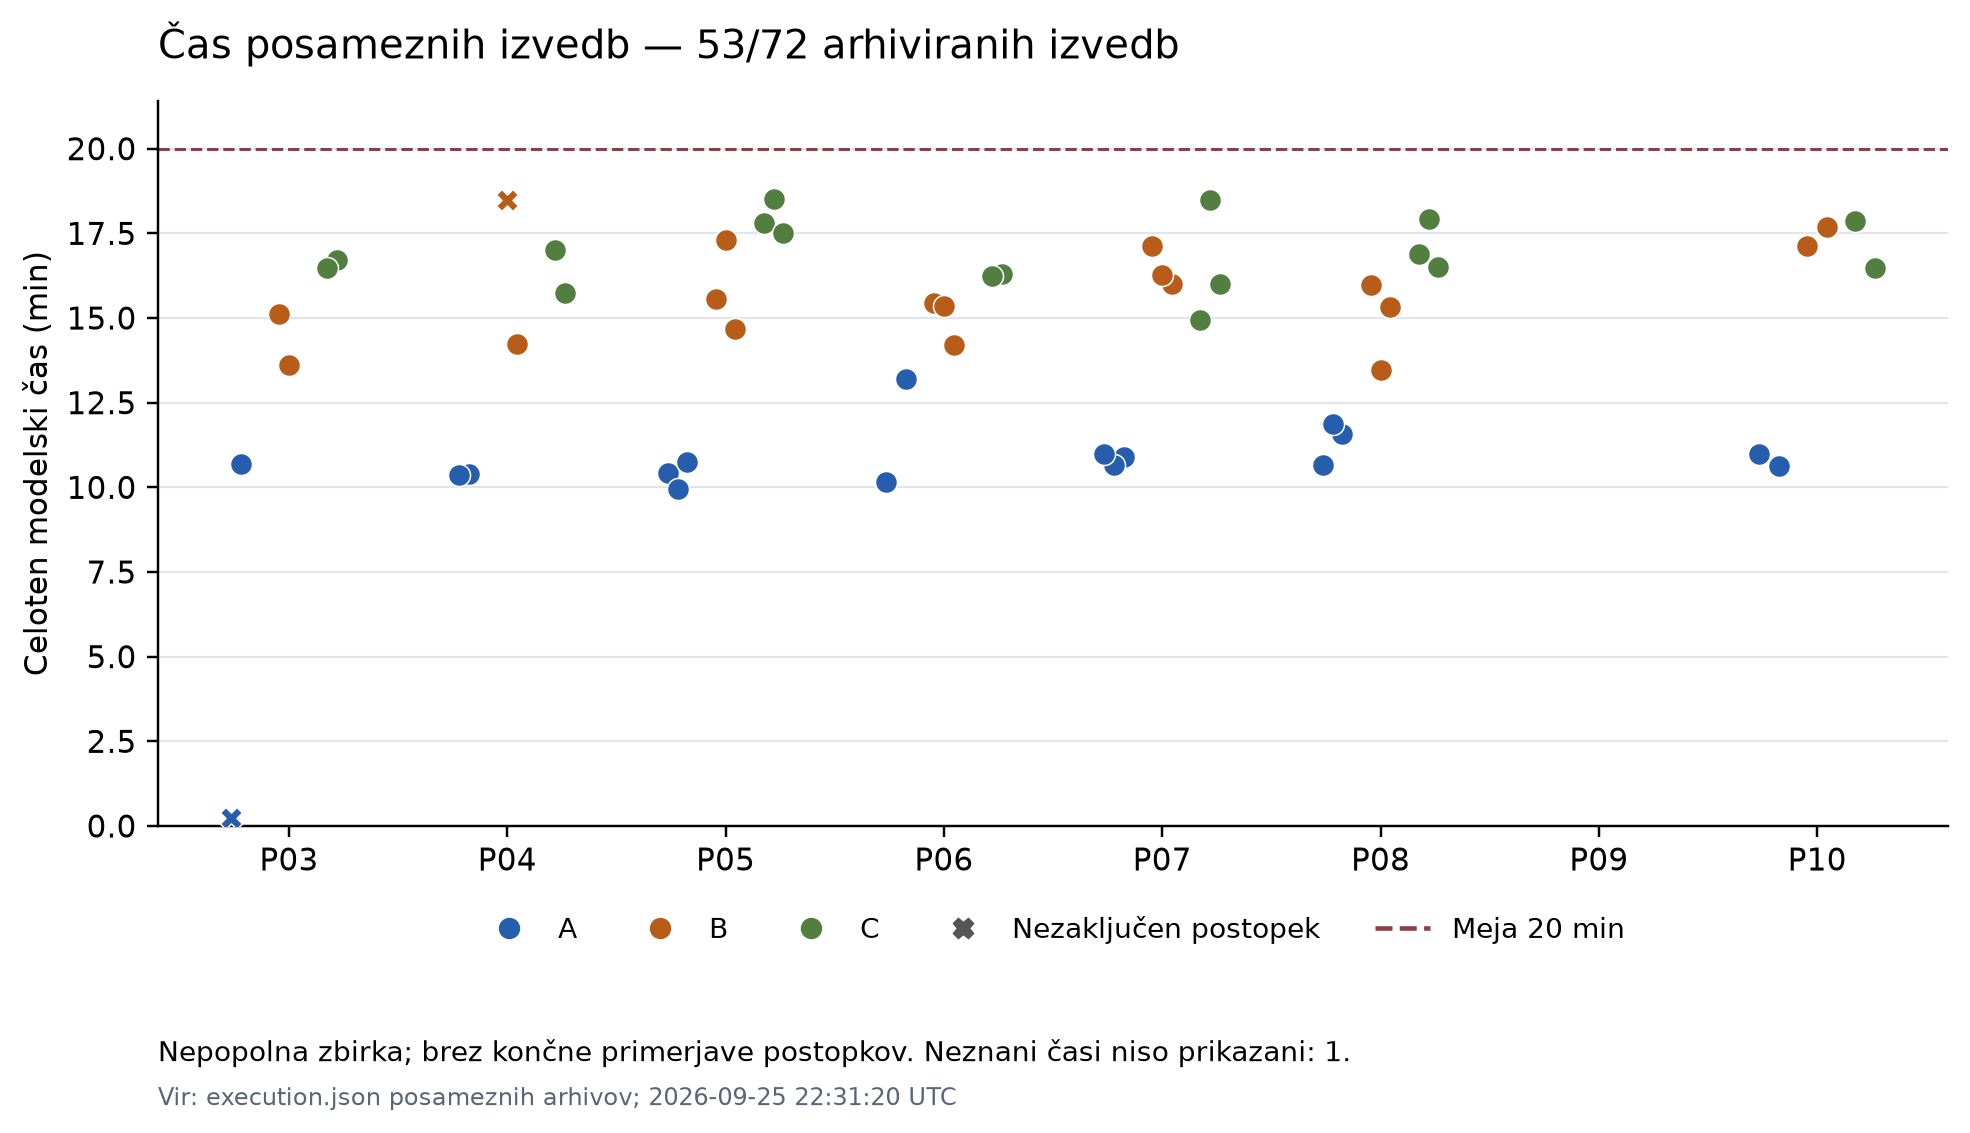 Čas posameznih izvedb — 53/72 arhiviranih izvedb
Celoten modelski čas (min)
20.0
17.5
15.0
12.5
10.0
7.5
5.0
2.5
0.0
P03 P04 P05 P06 P07 P08 P09 P10
A B C Nezaključen postopek Meja 20 min
Nepopolna zbirka; brez končne primerjave postopkov. Neznani časi niso prikazani: 1.
Vir: execution.json posameznih arhivov; 2026-09-25 22:31:20 UTC